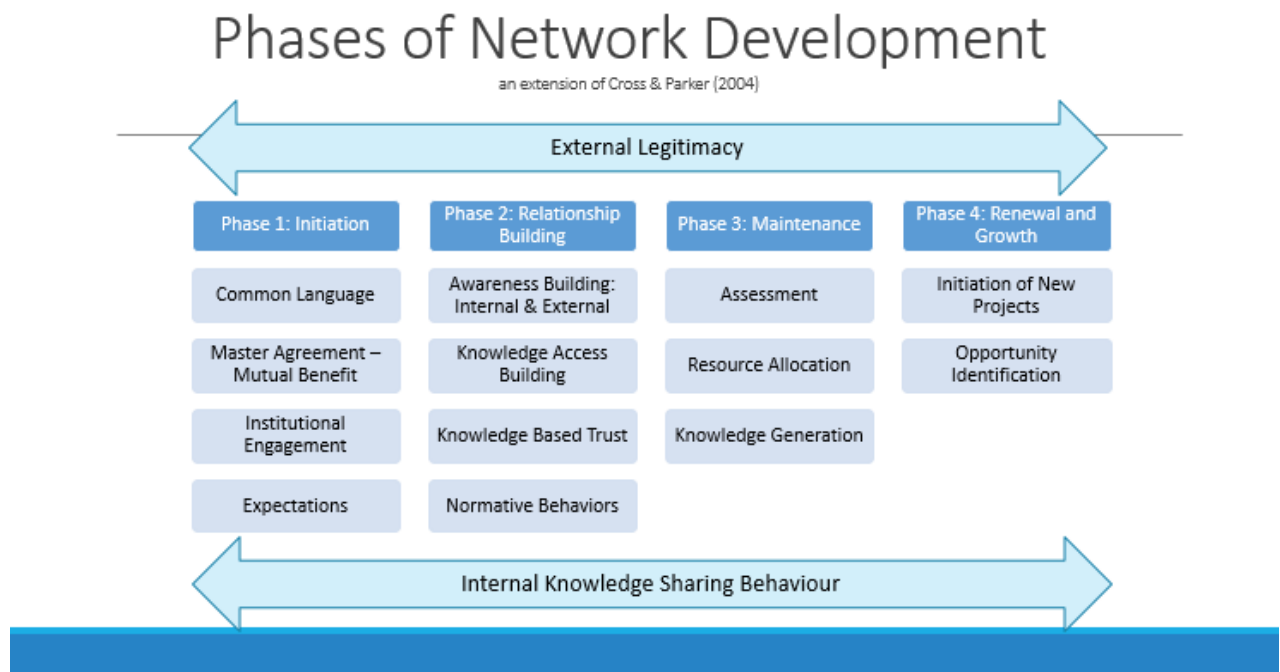 Phases of Network Development
an extension of Cross & Parker (2004)
External Legitimacy
Phase 1: Initiation
Common Language
Master Agreement –
Mutual Benefit
Institutional
Engagement
Expectations
Phase 2: Relationship
Building
Awareness Building:
Internal & External
Knowledge Access
Building
Knowledge Based Trust
Normative Behaviors
Phase 3: Maintenance
Assessment
Resource Allocation
Knowledge Generation
Phase 4: Renewal and
Growth
Initiation of New
Projects
Opportunity
Identification
Internal Knowledge Sharing Behaviour